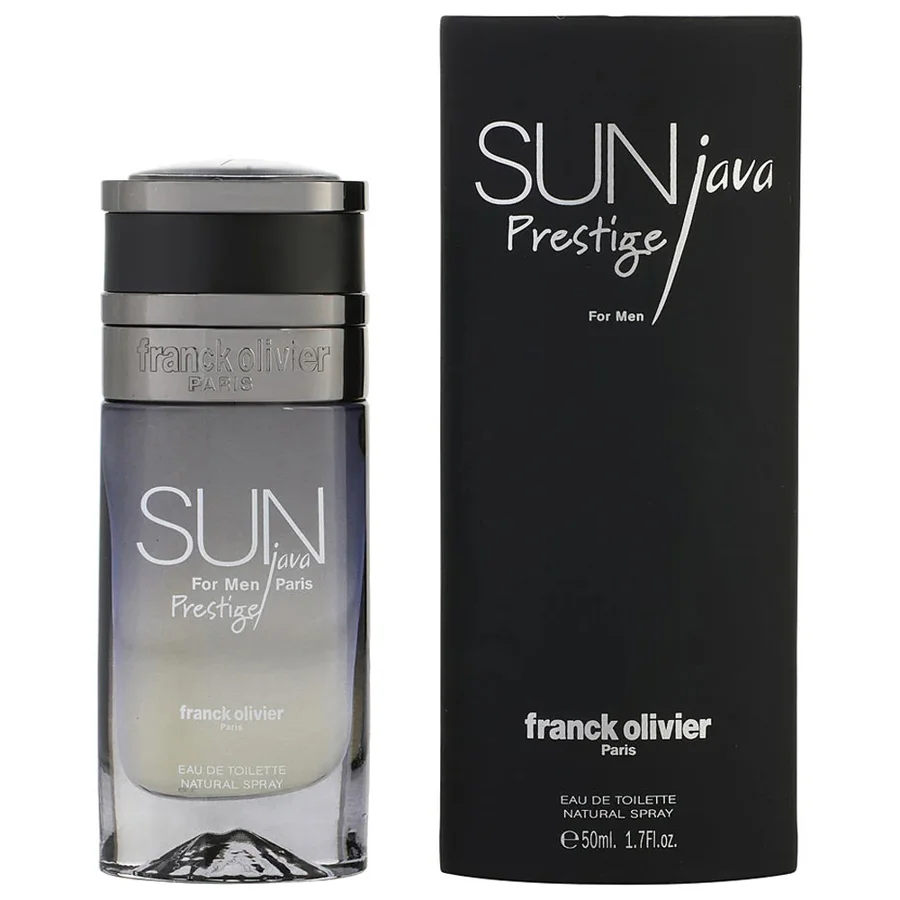 franck olivier
PARIS
SUN
java
For Men Paris
Prestige
franck olivier
Paris
EAU DE TOILETTE
NATURAL SPRAY
SUN java
Prestige
For Men
franck olivier
Paris
EAU DE TOILETTE
NATURAL SPRAY
℮50ml. 1.7Fl.oz.